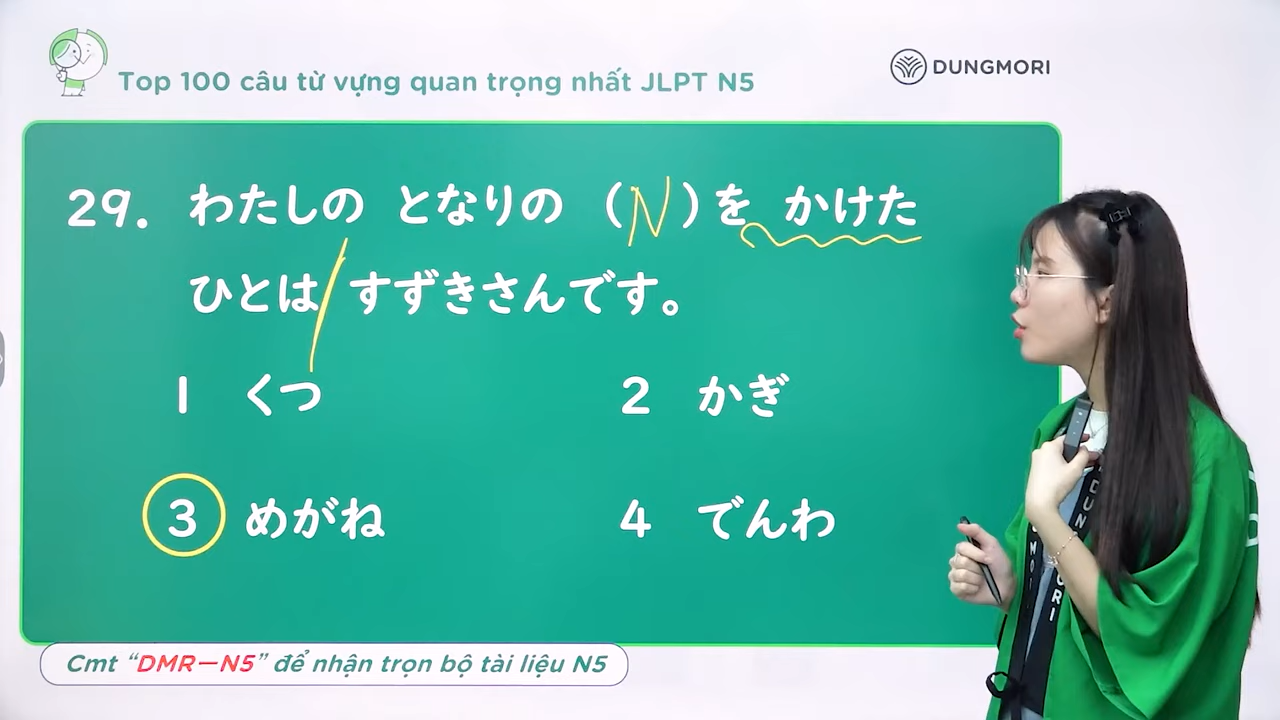 Top 100 câu từ vựng quan trọng nhất JLPT N5
DUNGMORI
29. わたしの となりの (N)を かけた
ひとは/すずきさんです。
1 くつ
2 かぎ
3 めがね
4 でんわ
Cmt “DMR–N5” để nhận trọn bộ tài liệu N5